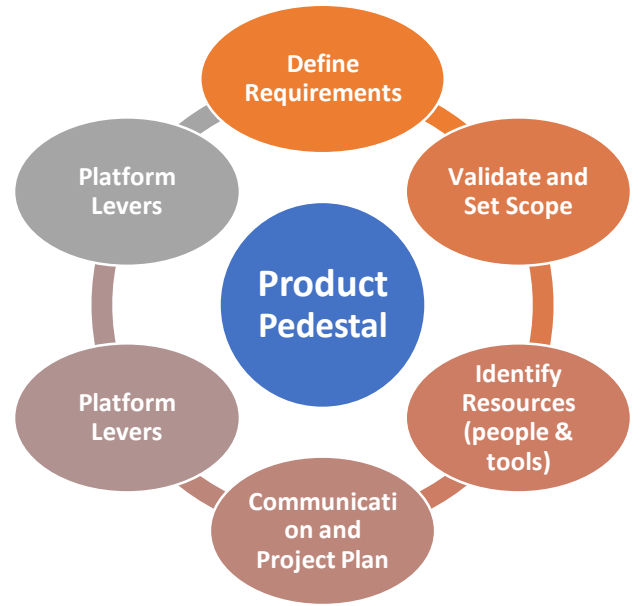 Define
Requirements
Validate and
Set Scope
Identify
Resources
(people &
tools)
Communicati
on and
Project Plan
Platform
Levers
Platform
Levers
Product
Pedestal